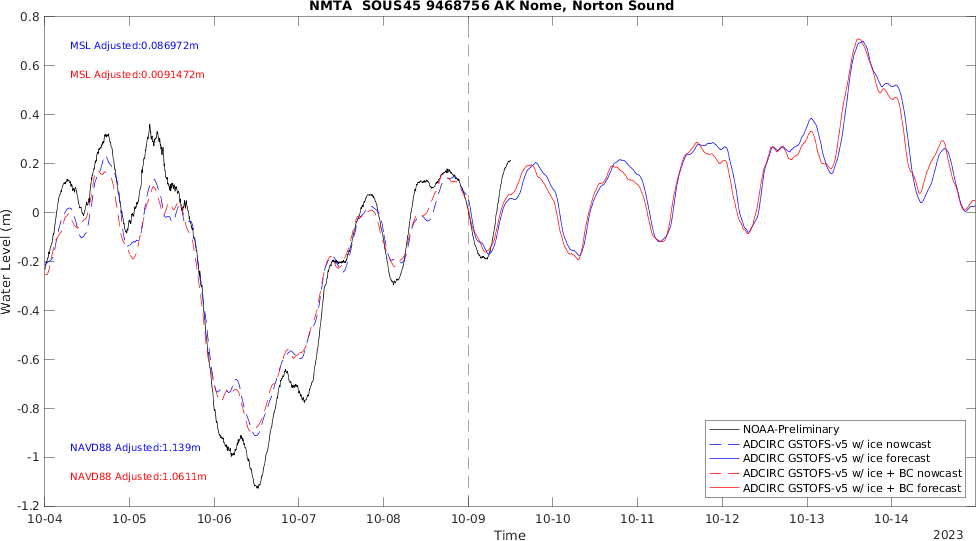 NMTA  SOUS45 9468756 AK Nome, Norton Sound
0.8
0.6
0.4
0.2
0
-0.2
-0.4
-0.6
-0.8
-1
-1.2
Water Level (m)
MSL Adjusted:0.086972m
MSL Adjusted:0.0091472m
NAVD88 Adjusted:1.139m
NAVD88 Adjusted:1.0611m
NOAA-Preliminary
ADCIRC GSTOFS-v5 w/ ice nowcast
ADCIRC GSTOFS-v5 w/ ice forecast
ADCIRC GSTOFS-v5 w/ ice + BC nowcast
ADCIRC GSTOFS-v5 w/ ice + BC forecast
10-04 10-05 10-06 10-07 10-08 10-09 10-10 10-11 10-12 10-13 10-14
Time
2023